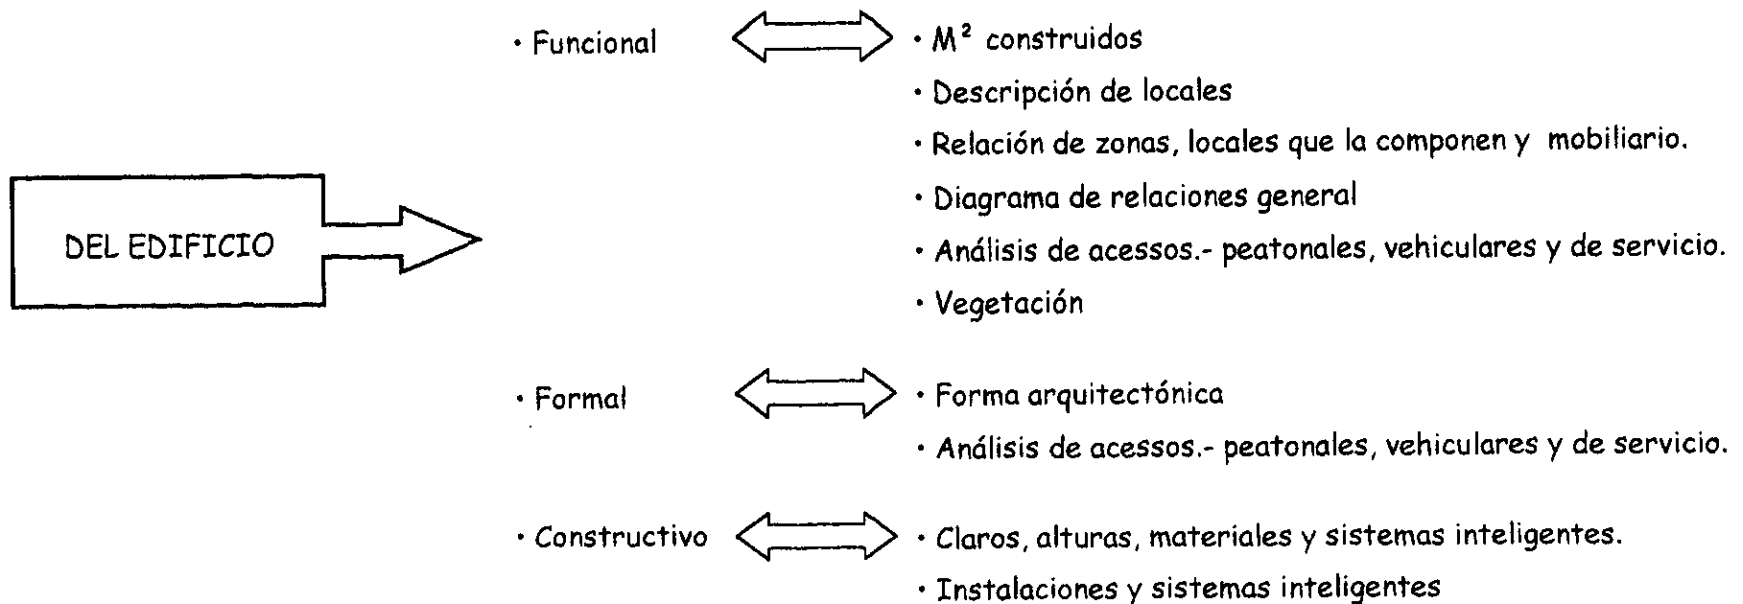 DEL EDIFICIO
· Funcional
· M² construidos
· Descripción de locales
· Relación de zonas, locales que la componen y mobiliario.
· Diagrama de relaciones general
· Análisis de acessos.- peatonales, vehiculares y de servicio.
· Vegetación
· Formal
· Forma arquitectónica
· Análisis de acessos.- peatonales, vehiculares y de servicio.
· Constructivo
· Claros, alturas, materiales y sistemas inteligentes.
· Instalaciones y sistemas inteligentes